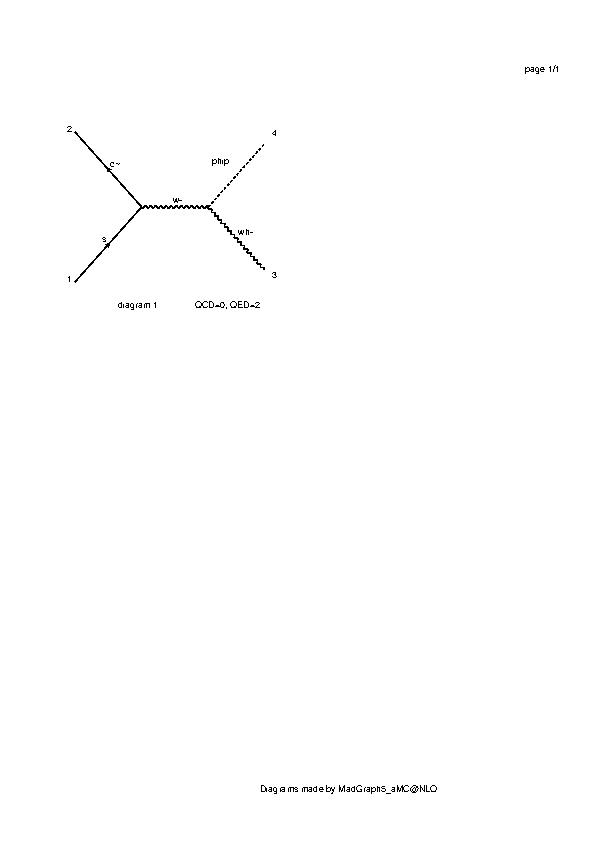 page 1/1
2
4
c~
phip
w-
s
wh-
1
3
diagram 1 QCD=0, QED=2
Diagrams made by MadGraph5_aMC@NLO